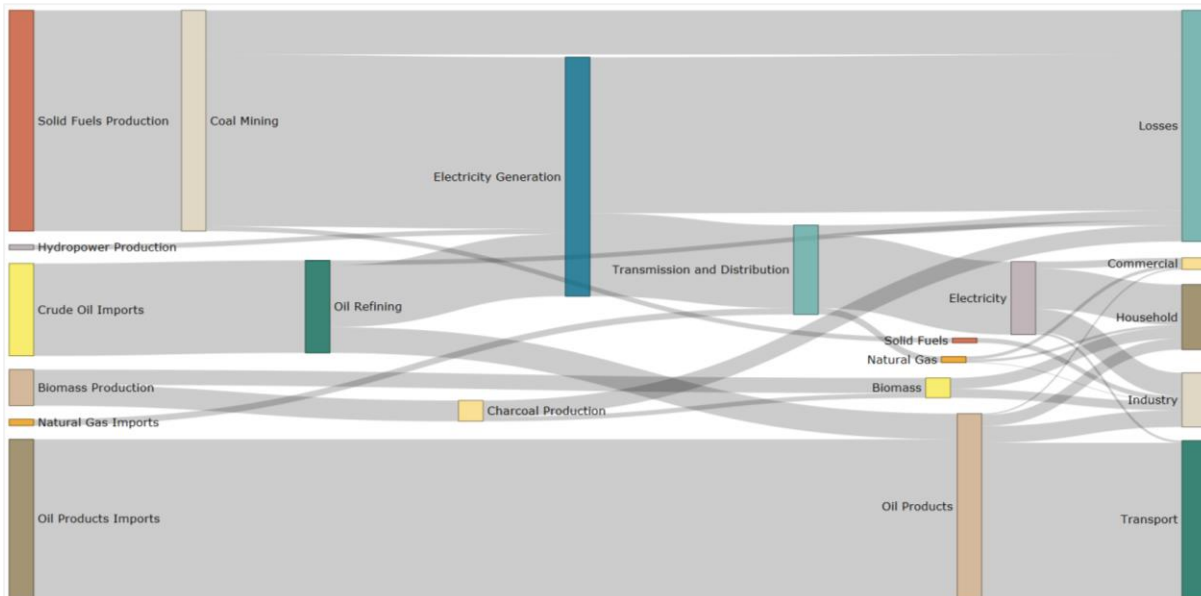 Solid Fuels Production
Coal Mining
Losses
Electricity Generation
Hydropower Production
Commercial
Transmission and Distribution
Electricity
Crude Oil Imports
Oil Refining
Household
Solid Fuels
Natural Gas
Biomass Production
Biomass
Industry
Charcoal Production
Natural Gas Imports
Oil Products
Oil Products Imports
Transport